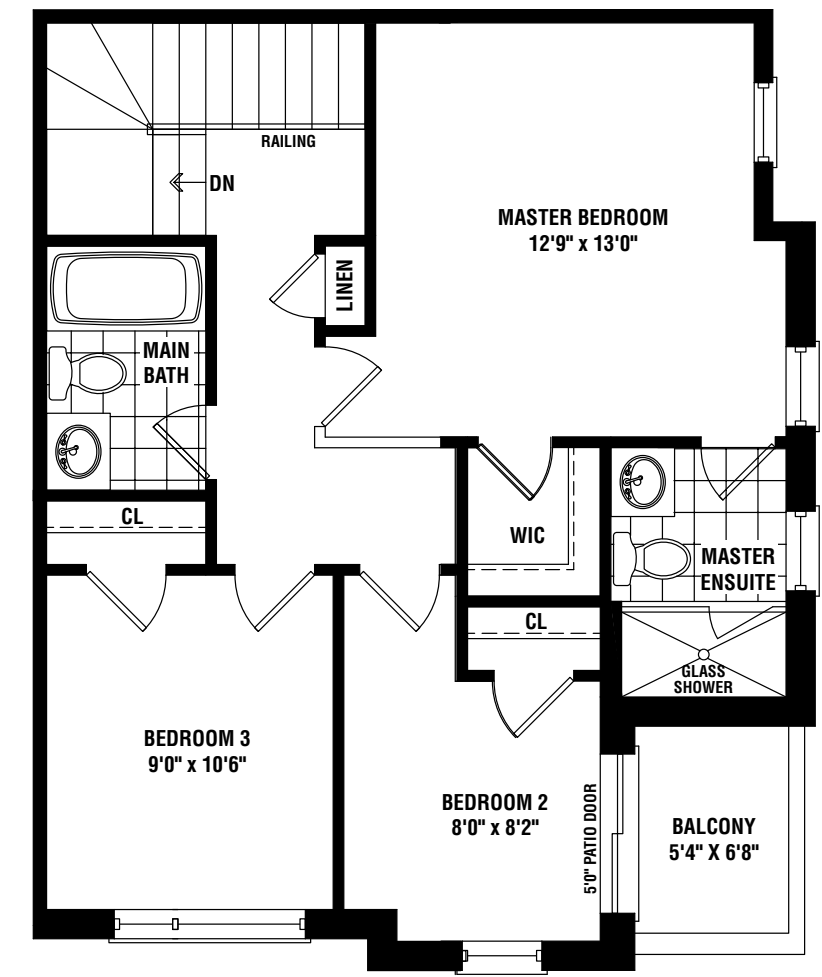 RAILING
DN
MASTER BEDROOM
12'9" x 13'0"
LINEN
MAIN
BATH
CL
WIC
MASTER
ENSUITE
CL
GLASS
SHOWER
BEDROOM 3
9'0" x 10'6"
BEDROOM 2
8'0" x 8'2"
5'0" PATIO DOOR
BALCONY
5'4" X 6'8"